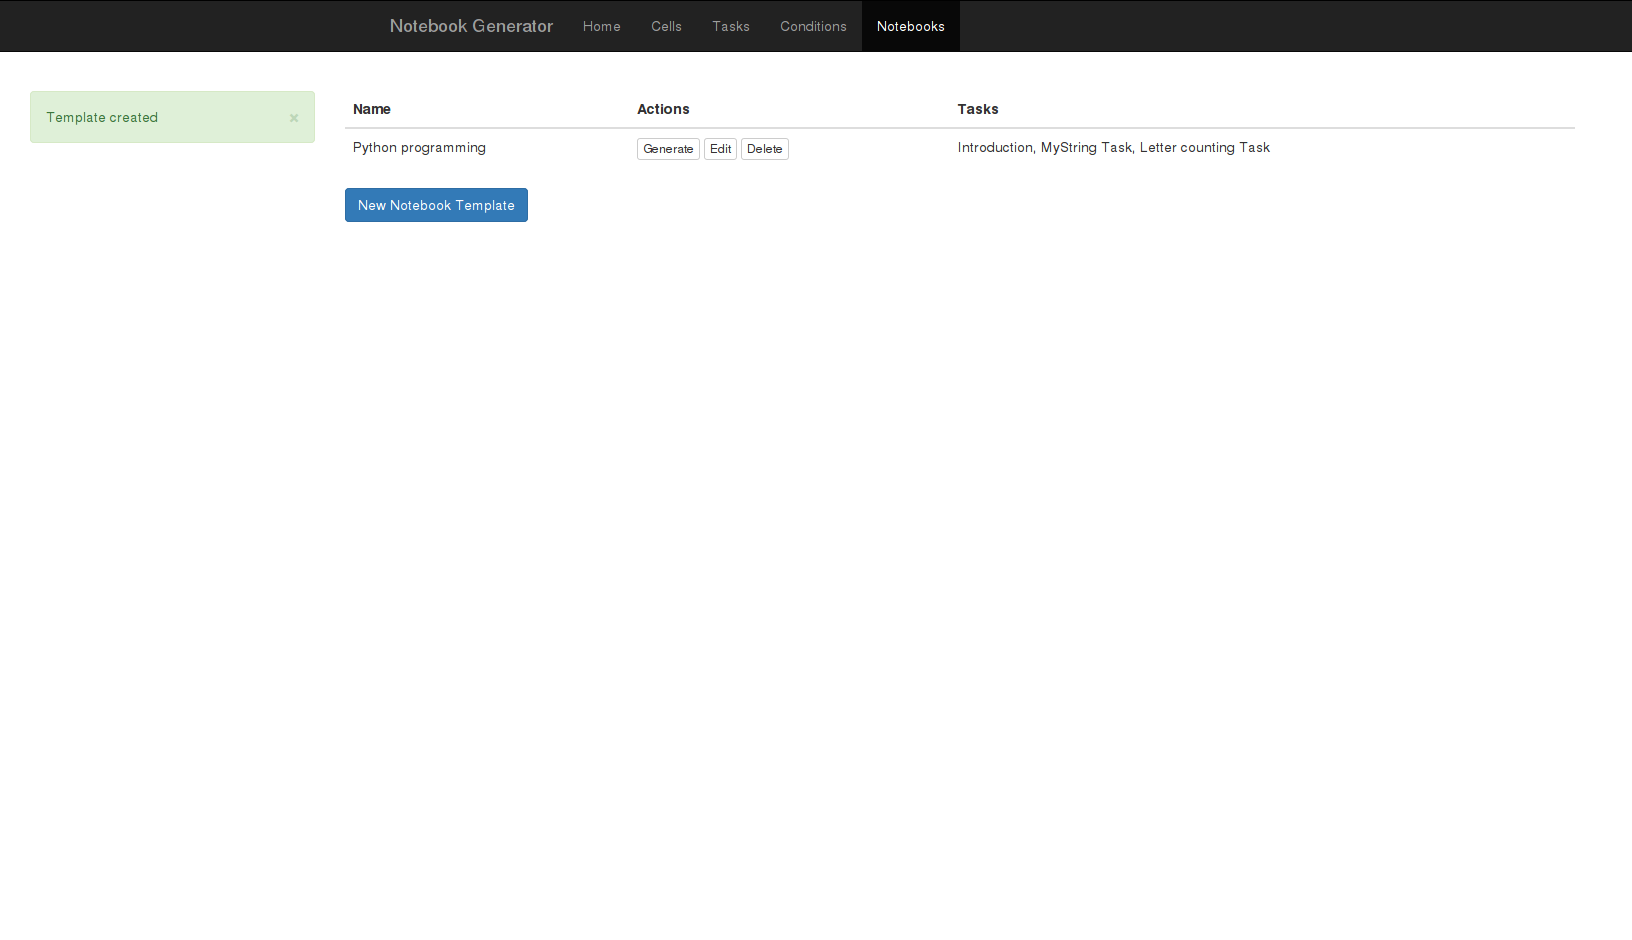 Notebook Generator Home Cells Tasks Conditions Notebooks
Template created ×
Name Actions Tasks
Python programming Generate Edit Delete Introduction, MyString Task, Letter counting Task
New Notebook Template